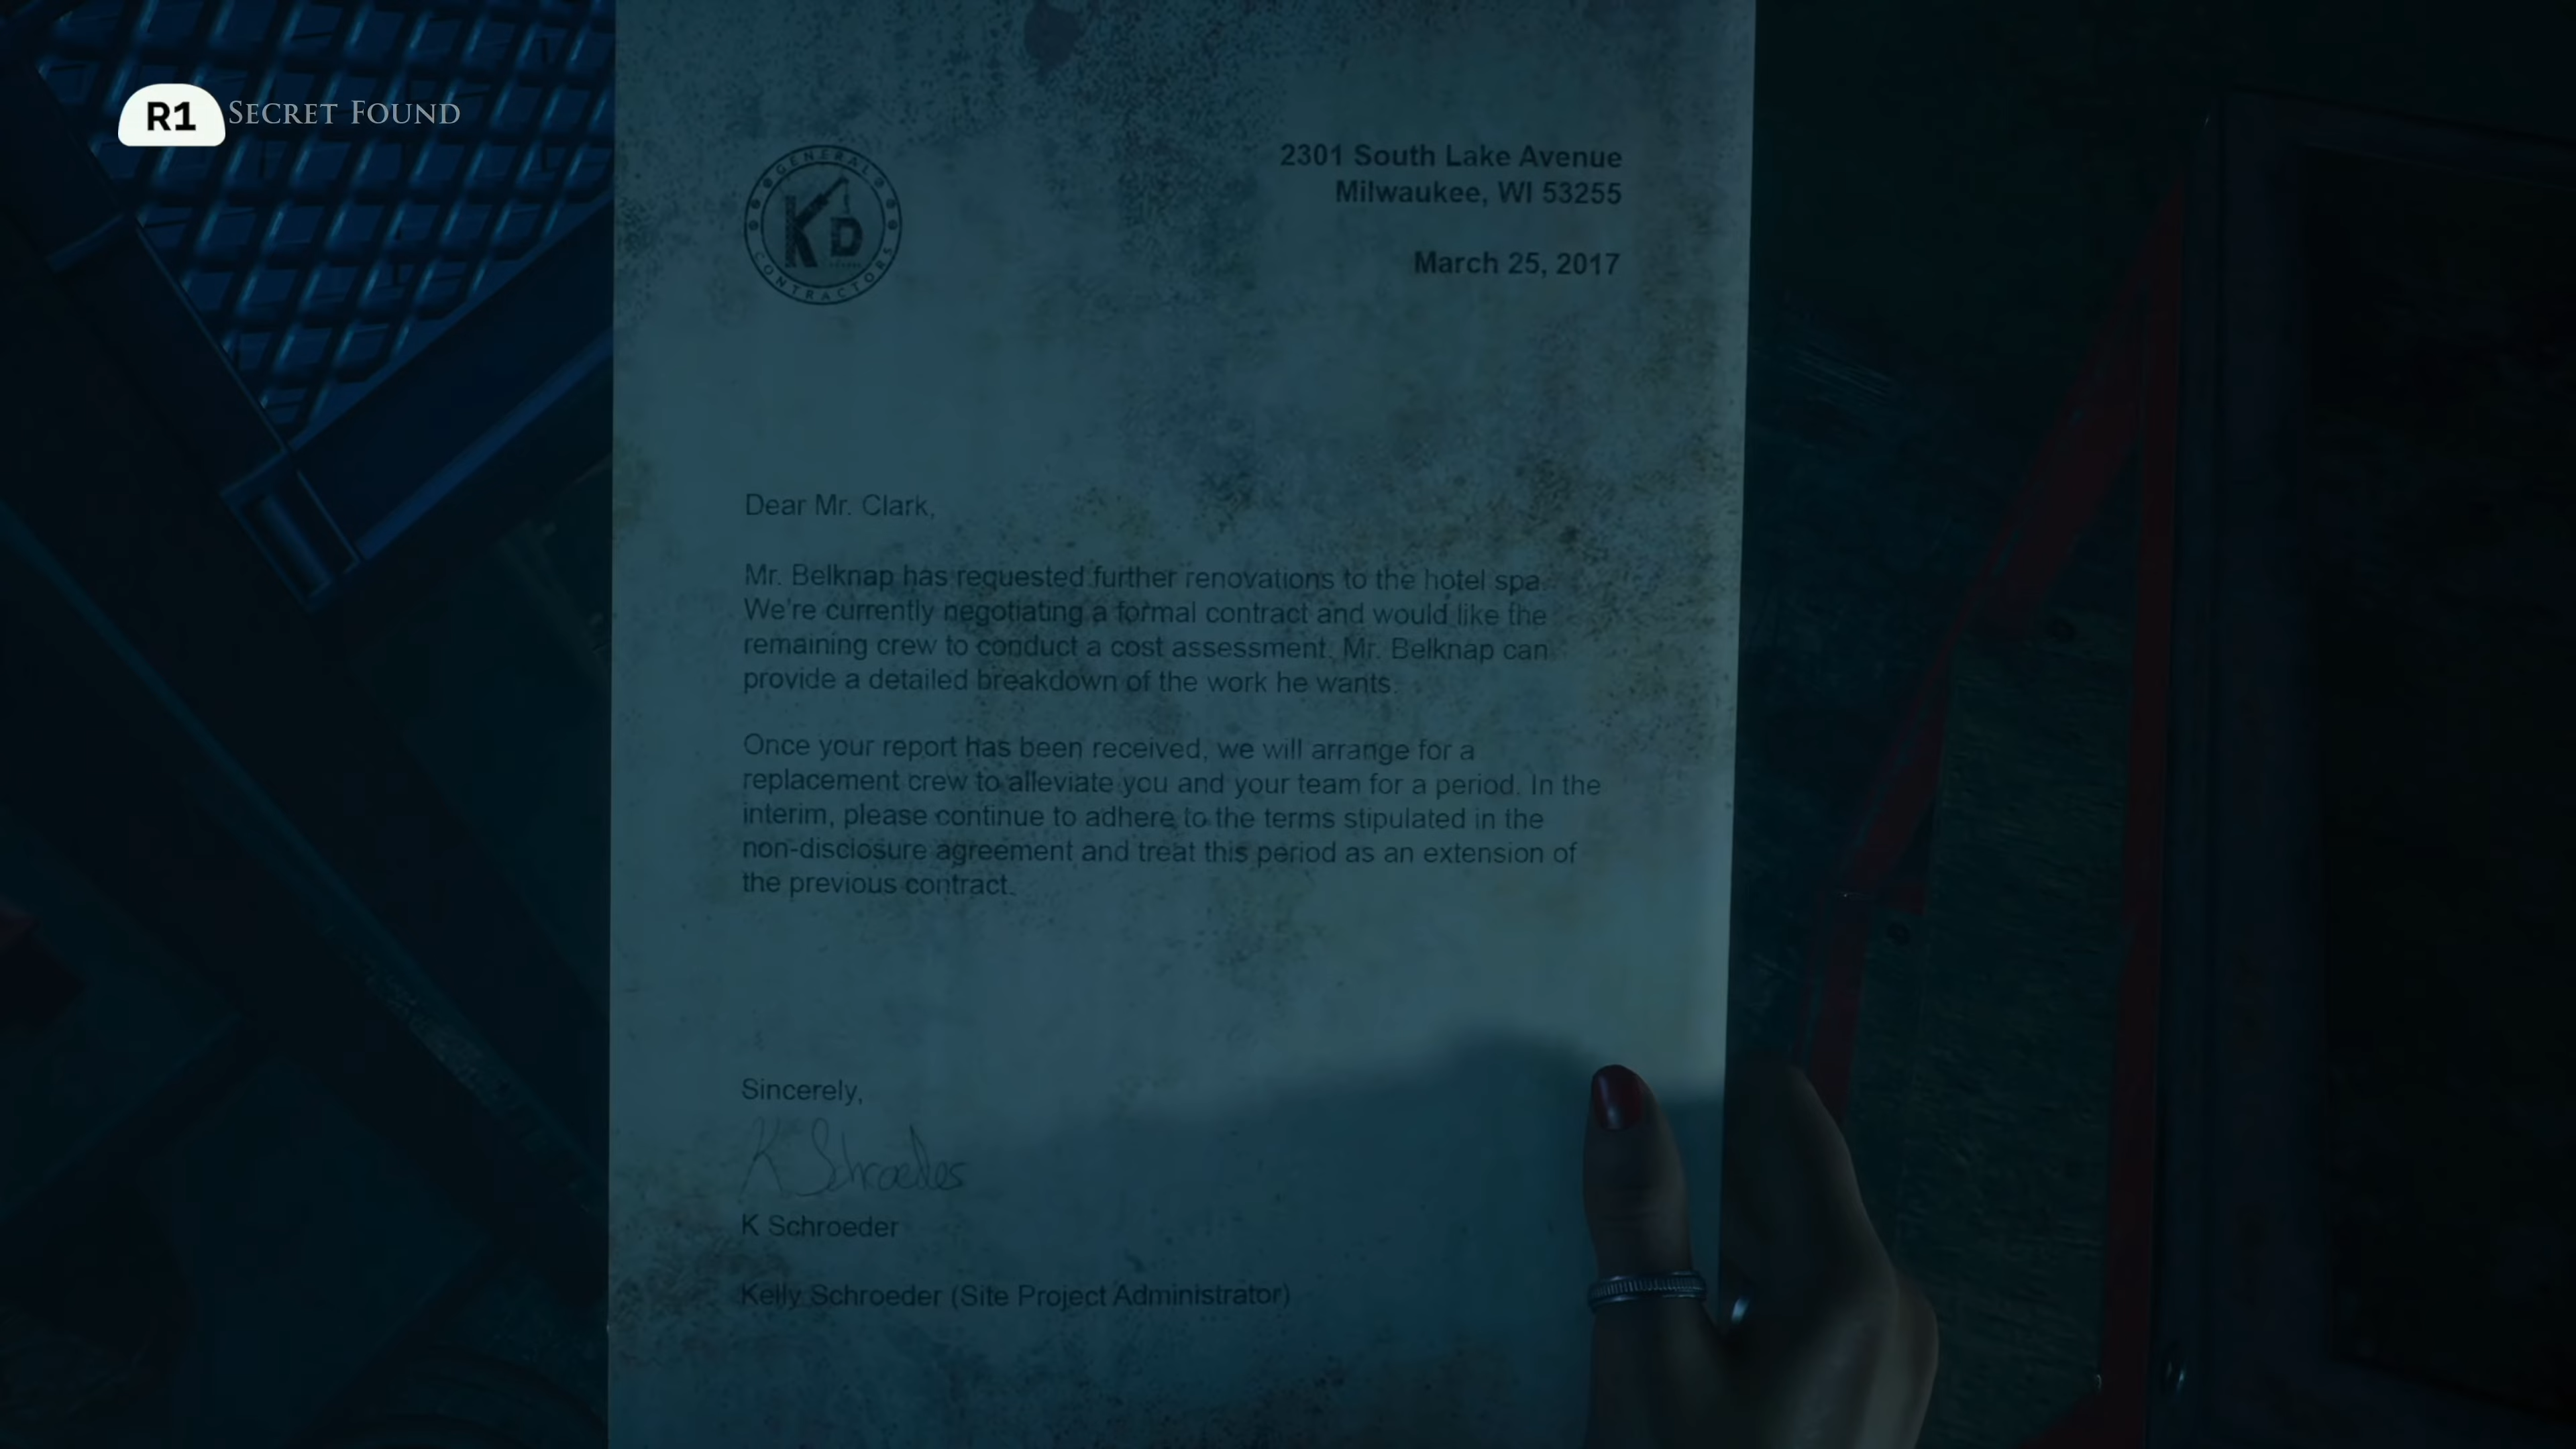 R1 SECRET FOUND
GENERAL
KD
CONTRACTORS
2301 South Lake Avenue
Milwaukee, WI 53255
March 25, 2017
Dear Mr. Clark,
Mr. Belknap has requested further renovations to the hotel spa.
We're currently negotiating a formal contract and would like the
remaining crew to conduct a cost assessment. Mr. Belknap can
provide a detailed breakdown of the work he wants.
Once your report has been received, we will arrange for a
replacement crew to alleviate you and your team for a period. In the
interim, please continue to adhere to the terms stipulated in the
non-disclosure agreement and treat this period as an extension of
the previous contract.
Sincerely,
K Schroeder
K Schroeder
Kelly Schroeder (Site Project Administrator)